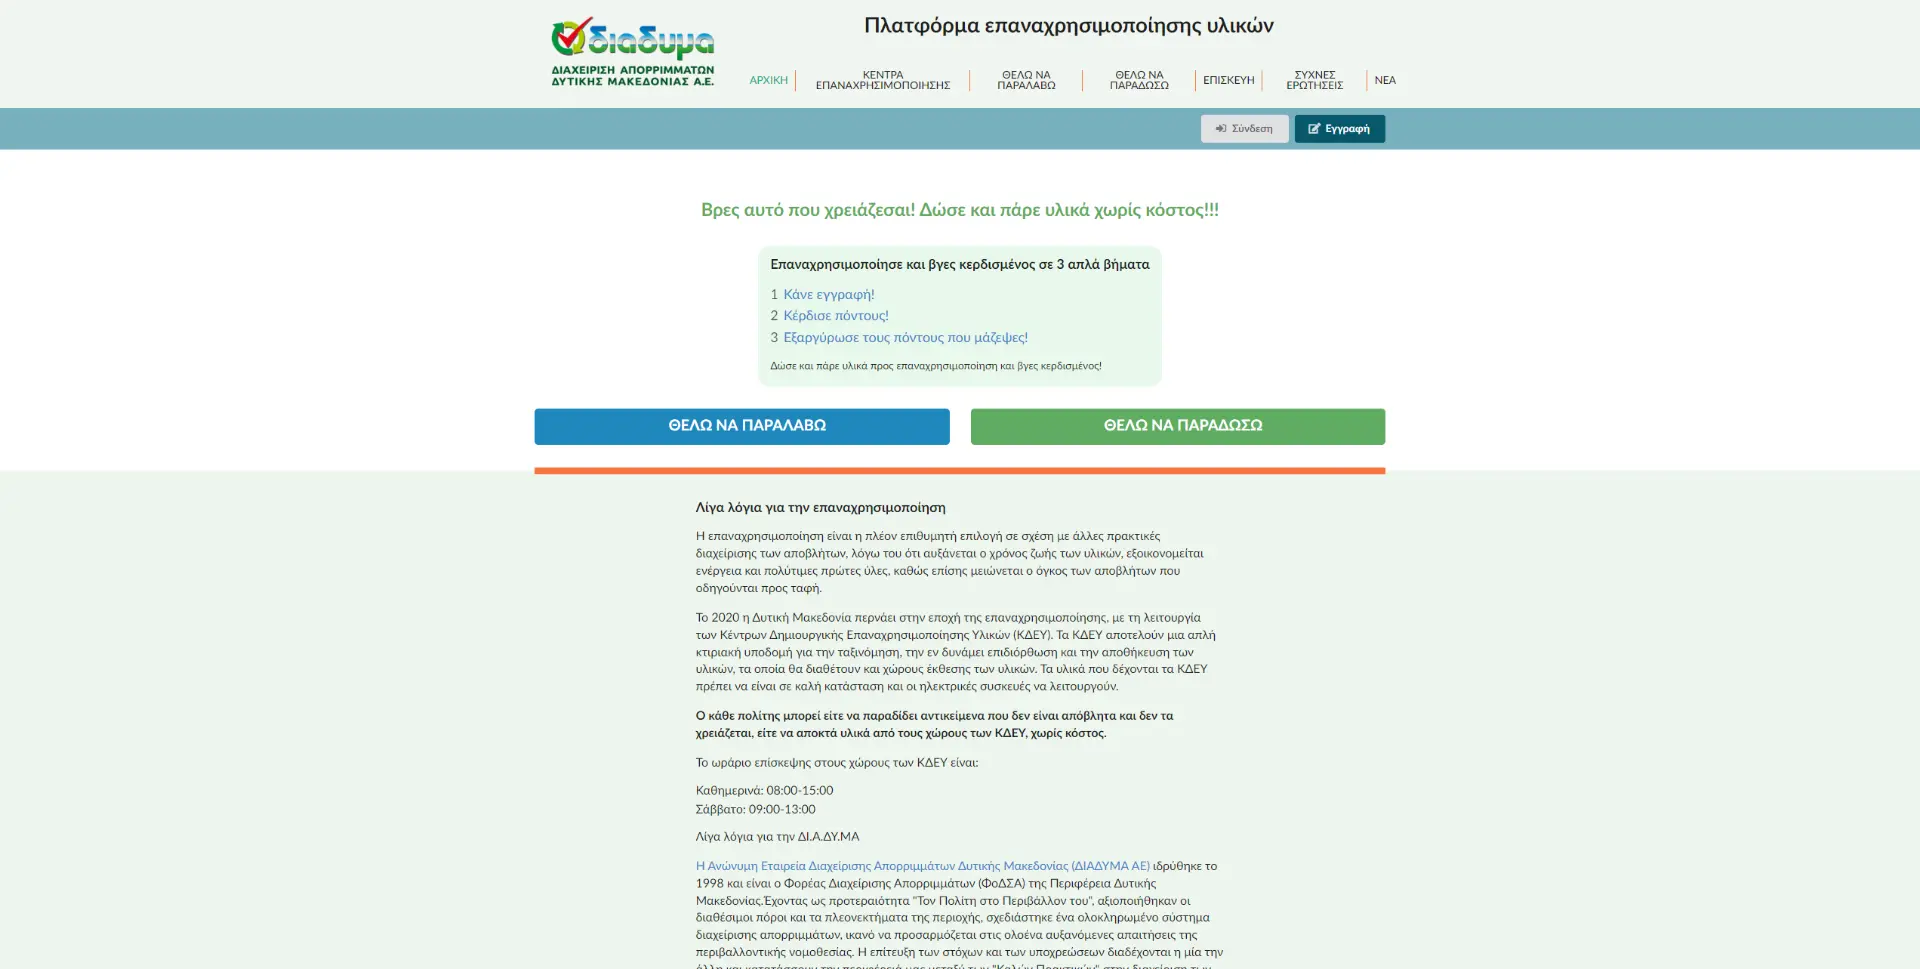 διαδυμα
ΔΙΑΧΕΙΡΙΣΗ ΑΠΟΡΡΙΜΜΑΤΩΝ
ΔΥΤΙΚΗΣ ΜΑΚΕΔΟΝΙΑΣ Α.Ε.
Πλατφόρμα επαναχρησιμοποίησης υλικών
ΑΡΧΙΚΗ
ΚΕΝΤΡΑ
ΕΠΑΝΑΧΡΗΣΙΜΟΠΟΙΗΣΗΣ
ΘΕΛΩ ΝΑ
ΠΑΡΑΛΑΒΩ
ΘΕΛΩ ΝΑ
ΠΑΡΑΔΩΣΩ
ΕΠΙΣΚΕΥΗ
ΣΥΧΝΕΣ
ΕΡΩΤΗΣΕΙΣ
ΝΕΑ
Σύνδεση
Εγγραφή
Βρες αυτό που χρειάζεσαι! Δώσε και πάρε υλικά χωρίς κόστος!!!
Επαναχρησιμοποίησε και βγες κερδισμένος σε 3 απλά βήματα
1 Κάνε εγγραφή!
2 Κέρδισε πόντους!
3 Εξαργύρωσε τους πόντους που μάζεψες!
Δώσε και πάρε υλικά προς επαναχρησιμοποίηση και βγες κερδισμένος!
ΘΕΛΩ ΝΑ ΠΑΡΑΛΑΒΩ
ΘΕΛΩ ΝΑ ΠΑΡΑΔΩΣΩ
Λίγα λόγια για την επαναχρησιμοποίηση
Η επαναχρησιμοποίηση είναι η πλέον επιθυμητή επιλογή σε σχέση με άλλες πρακτικές
διαχείρισης των αποβλήτων, λόγω του ότι αυξάνεται ο χρόνος ζωής των υλικών, εξοικονομείται
ενέργεια και πολύτιμες πρώτες ύλες, καθώς επίσης μειώνεται ο όγκος των αποβλήτων που
οδηγούνται προς ταφή.
Το 2020 η Δυτική Μακεδονία περνάει στην εποχή της επαναχρησιμοποίησης, με τη λειτουργία
των Κέντρων Δημιουργικής Επαναχρησιμοποίησης Υλικών (ΚΔΕΥ). Τα ΚΔΕΥ αποτελούν μια απλή
κτιριακή υποδομή για την ταξινόμηση, την εν δυνάμει επιδιόρθωση και την αποθήκευση των
υλικών, τα οποία θα διαθέτουν και χώρους έκθεσης των υλικών. Τα υλικά που δέχονται τα ΚΔΕΥ
πρέπει να είναι σε καλή κατάσταση και οι ηλεκτρικές συσκευές να λειτουργούν.
Ο κάθε πολίτης μπορεί είτε να παραδίδει αντικείμενα που δεν είναι απόβλητα και δεν τα
χρειάζεται, είτε να αποκτά υλικά από τους χώρους των ΚΔΕΥ, χωρίς κόστος.
Το ωράριο επίσκεψης στους χώρους των ΚΔΕΥ είναι:
Καθημερινά: 08:00-15:00
Σάββατο: 09:00-13:00
Λίγα λόγια για την ΔΙ.Α.ΔΥ.ΜΑ
Η Ανώνυμη Εταιρεία Διαχείρισης Απορριμμάτων Δυτικής Μακεδονίας (ΔΙΑΔΥΜΑ ΑΕ) ιδρύθηκε το
1998 και είναι ο Φορέας Διαχείρισης Απορριμμάτων (ΦοΔΣΑ) της Περιφέρεια Δυτικής
Μακεδονίας.Έχοντας ως προτεραιότητα "Τον Πολίτη στο Περιβάλλον του", αξιοποιήθηκαν οι
διαθέσιμοι πόροι και τα πλεονεκτήματα της περιοχής, σχεδιάστηκε ένα ολοκληρωμένο σύστημα
διαχείρισης απορριμμάτων, ικανό να προσαρμόζεται στις ολοένα αυξανόμενες απαιτήσεις της
περιβαλλοντικής νομοθεσίας. Η επίτευξη των στόχων και των υποχρεώσεων διαδέχονται η μία την
άλλη και κατατάσσουν την περιφέρειά μας μεταξύ των "Καλών Πρακτικών" στην διαχείριση των